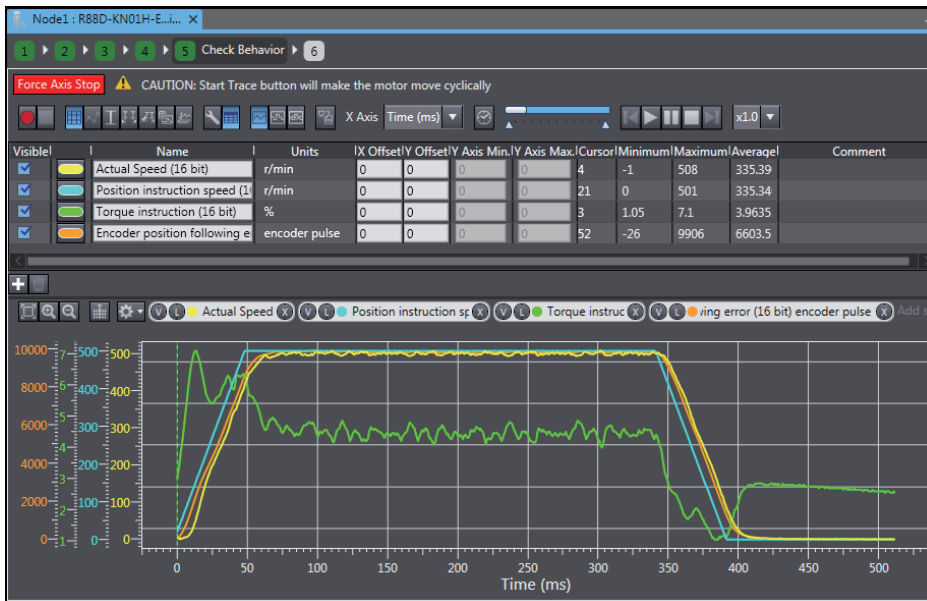 Node1 : R88D-KN01H-E...i... X
1 2 3 4 5 Check Behavior 6
Force Axis Stop CAUTION: Start Trace button will make the motor move cyclically
X Axis Time (ms) x1.0
Visible Name Units X Offset Y Offset Y Axis Min. Y Axis Max. Cursor Minimum Maximum Average Comment
Actual Speed (16 bit) r/min 0 0 0 0 4 -1 508 335.39
Position instruction speed (1 r/min 0 0 0 0 21 0 501 335.34
Torque instruction (16 bit) % 0 0 0 0 3 1.05 7.1 3.9635
Encoder position following e encoder pulse 0 0 0 0 52 -26 9906 6603.5
V L Actual Speed X V L Position instruction sp X V L Torque instruc X V L ving error (16 bit) encoder pulse X Add s
10000 7 500 500
8000 6 400 400
6000 5 300 300
4000 4 200 200
2000 3 100 100
0 2 0 0
1
0 50 100 150 200 250 300 350 400 450 500
Time (ms)